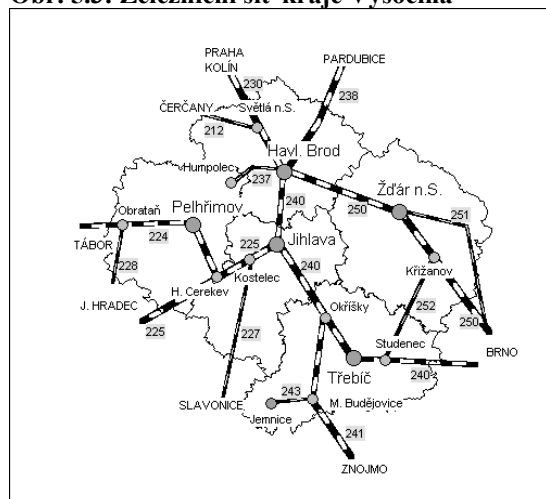 Obr. 3.3: Železniční síť kraje Vysočina
PRAHA
KOLÍN
PARDUBICE
230
238
ČERČANY
Světlá n.S.
212
Havl. Brod
Humpolec
237
Žďár n.S.
240
250
Pelhřimov
Obrataň
251
TÁBOR
224
225
Jihlava
228
Kostelec
240
Křižanov
H. Cerekev
J. HRADEC
252
225
Okříšky
250
227
Studenec
BRNO
Třebíč
240
243
SLAVONICE
M. Budějovice
Jemnice
241
ZNOJMO